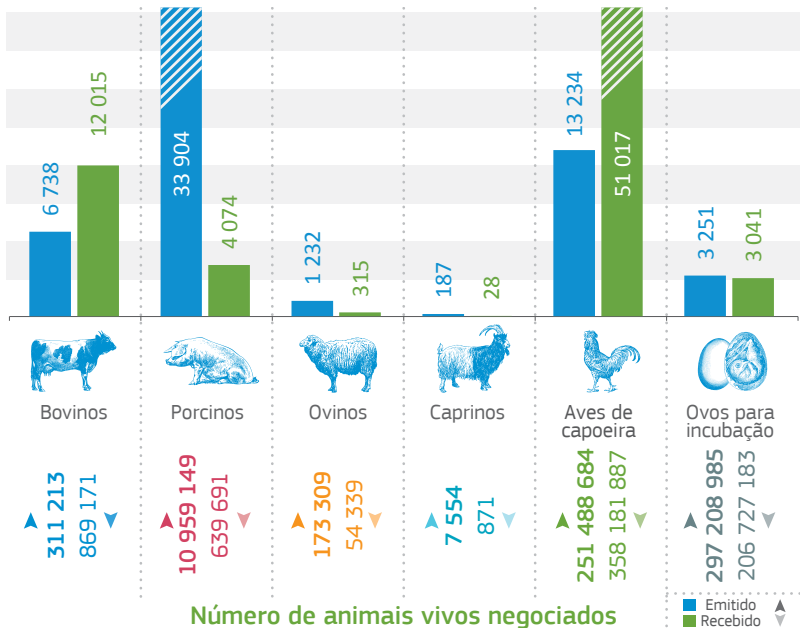 6 738
12 015
33 904
4 074
1 232
315
187
28
13 234
51 017
3 251
3 041
Bovinos
Porcinos
Ovinos
Caprinos
Aves de
capoeira
Ovos para
incubação
311 213
869 171
10 959 149
639 691
173 309
54 339
7 554
871
251 488 684
358 181 887
297 208 985
206 727 183
Número de animais vivos negociados
Emitido
Recebido